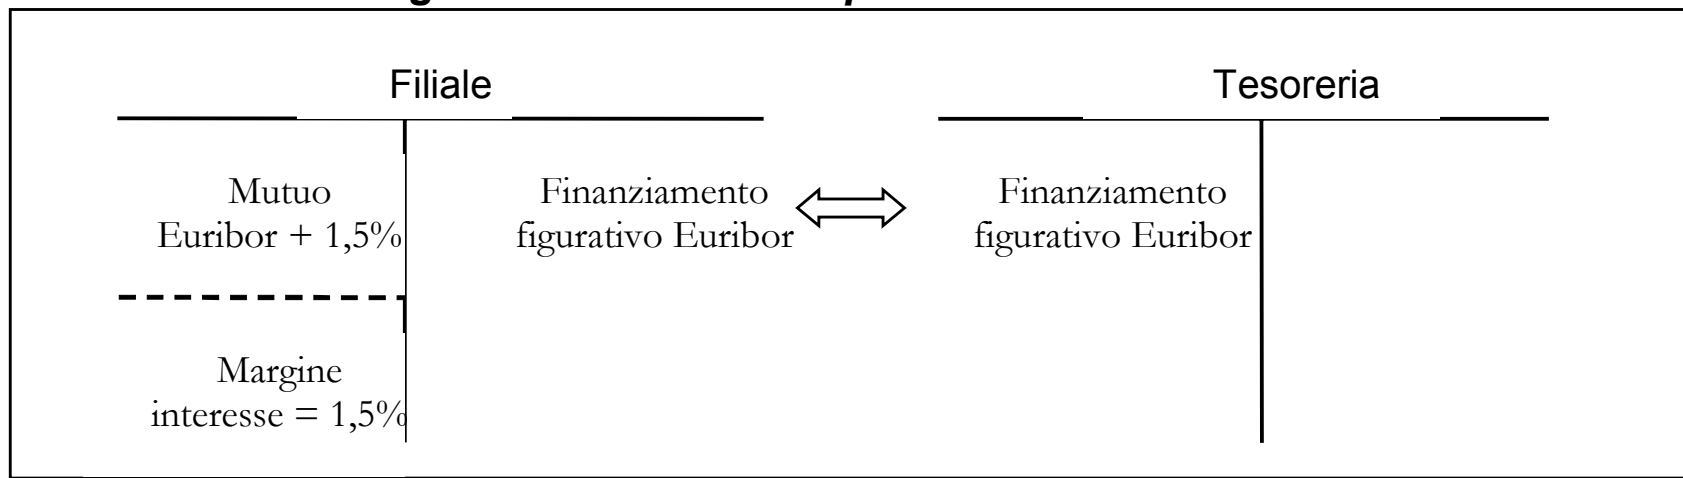 Filiale
Tesoreria
Mutuo
Euribor + 1,5%
Finanziamento
figurativo Euribor
Finanziamento
figurativo Euribor
Margine
interesse = 1,5%